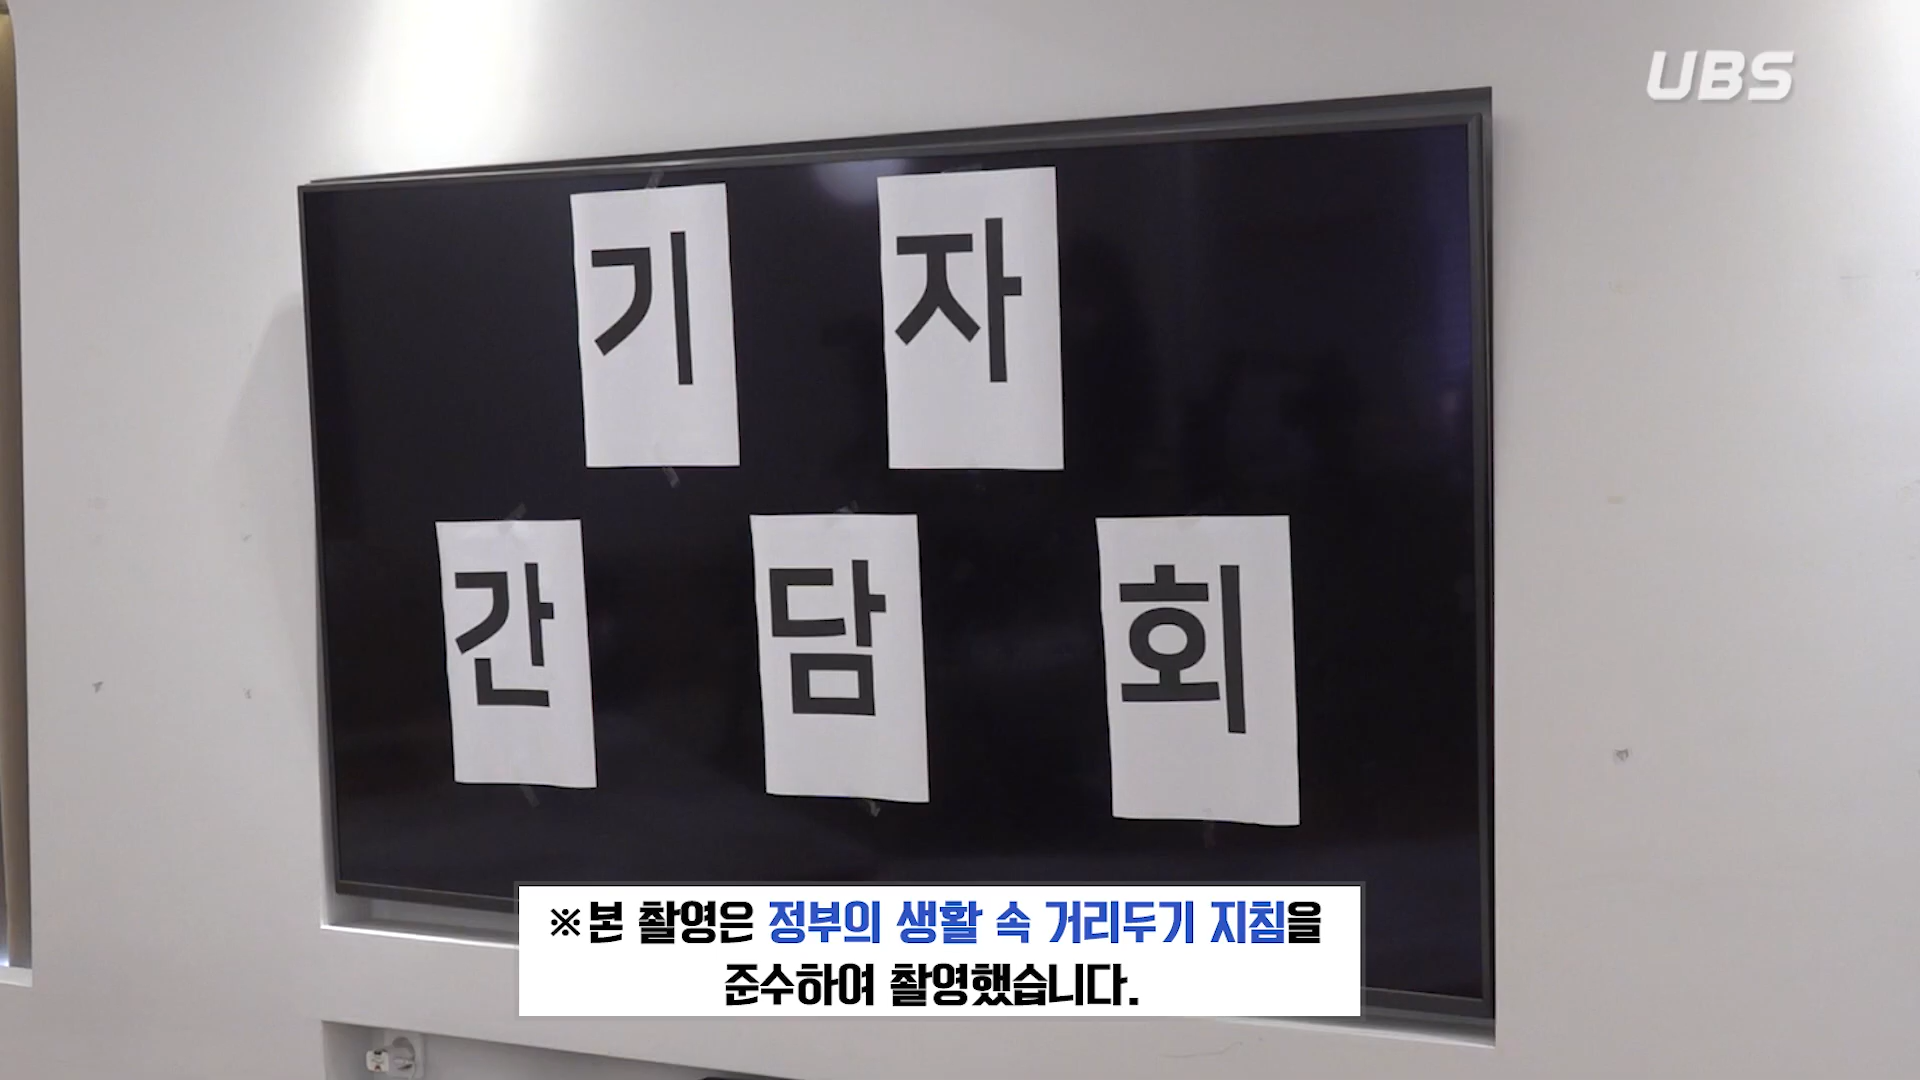 UBS
기 자
간 담 회
※본 촬영은 정부의 생활 속 거리두기 지침을
준수하여 촬영했습니다.